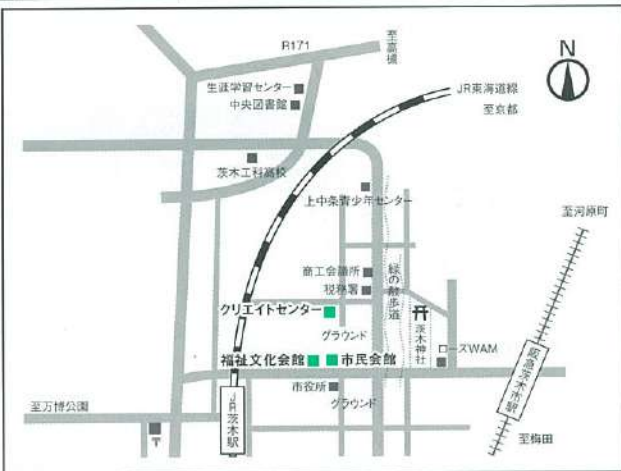 R171
至高槻
N
生涯学習センター
中央図書館
JR東海道線
至京都
茨木工科高校
上中条青少年センター
至河原町
商工会議所
税務署
緑の散歩道
クリエイトセンター
グラウンド
茨木神社
ローズWAM
福祉文化会館
市民会館
市役所
グラウンド
阪急茨木市駅
至万博公園
JR茨木駅
〒
至梅田